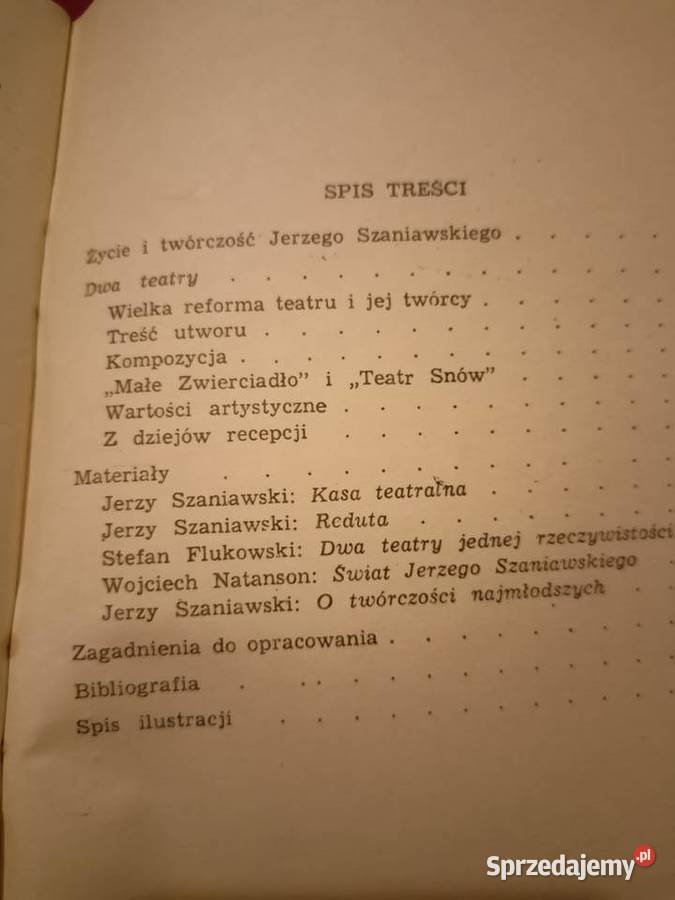 SPIS TREŚCI
Życie i twórczość Jerzego Szaniawskiego . . . . .
Dwa teatry . . . . . . . . . . . .
Wielka reforma teatru i jej twórcy . . . . . .
Treść utworu . . . . . . . . . . .
Kompozycja . . . . . . . . . . . .
„Małe Zwierciadło” i „Teatr Snów” . . . . .
Wartości artystyczne . . . . . . . . .
Z dziejów recepcji . . . . . . . . .
Materiały . . . . . . . . . . .
Jerzy Szaniawski: Kasa teatralna . . . . .
Jerzy Szaniawski: Reduta . . . . . . .
Stefan Flukowski: Dwa teatry jednej rzeczywistości
Wojciech Natanson: Świat Jerzego Szaniawskiego .
Jerzy Szaniawski: O twórczości najmłodszych . .
Zagadnienia do opracowania . . . . . . . .
Bibliografia . . . . . . . . . . .
Spis ilustracji . . . . . . . . . .
Sprzedajemy.pl